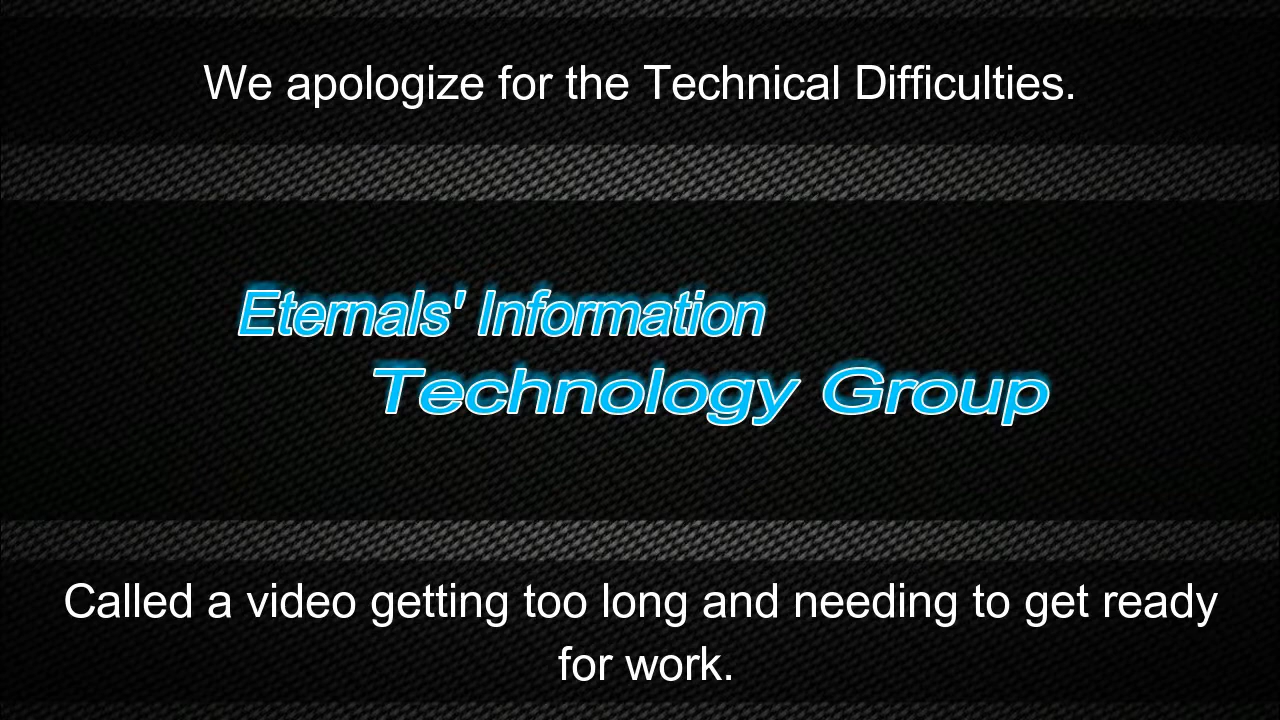 We apologize for the Technical Difficulties.
Eternals' Information
Technology Group
Called a video getting too long and needing to get ready
for work.